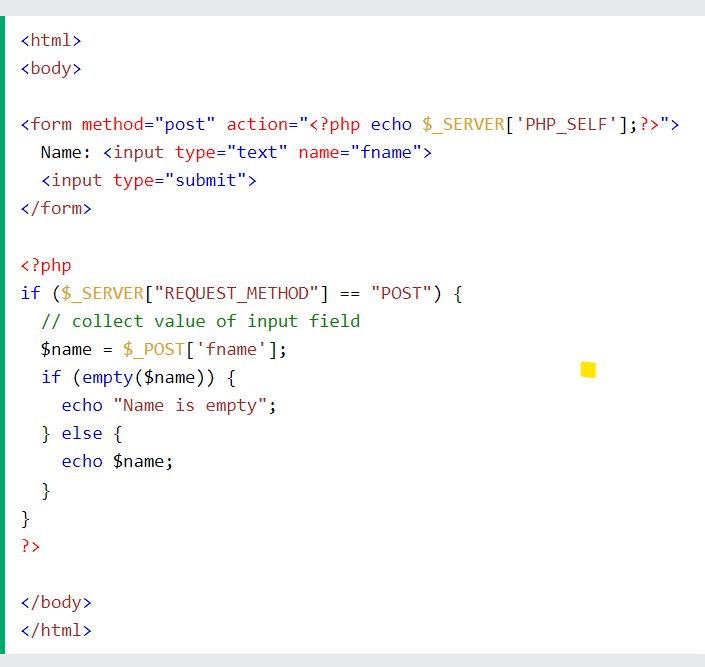 <html>
<body>
<form method="post" action="<?php echo $_SERVER['PHP_SELF'];?>">
Name: <input type="text" name="fname">
<input type="submit">
</form>
<?php
if ($_SERVER["REQUEST_METHOD"] == "POST") {
// collect value of input field
$name = $_POST['fname'];
if (empty($name)) {
echo "Name is empty";
} else {
echo $name;
}
}
?>
</body>
</html>